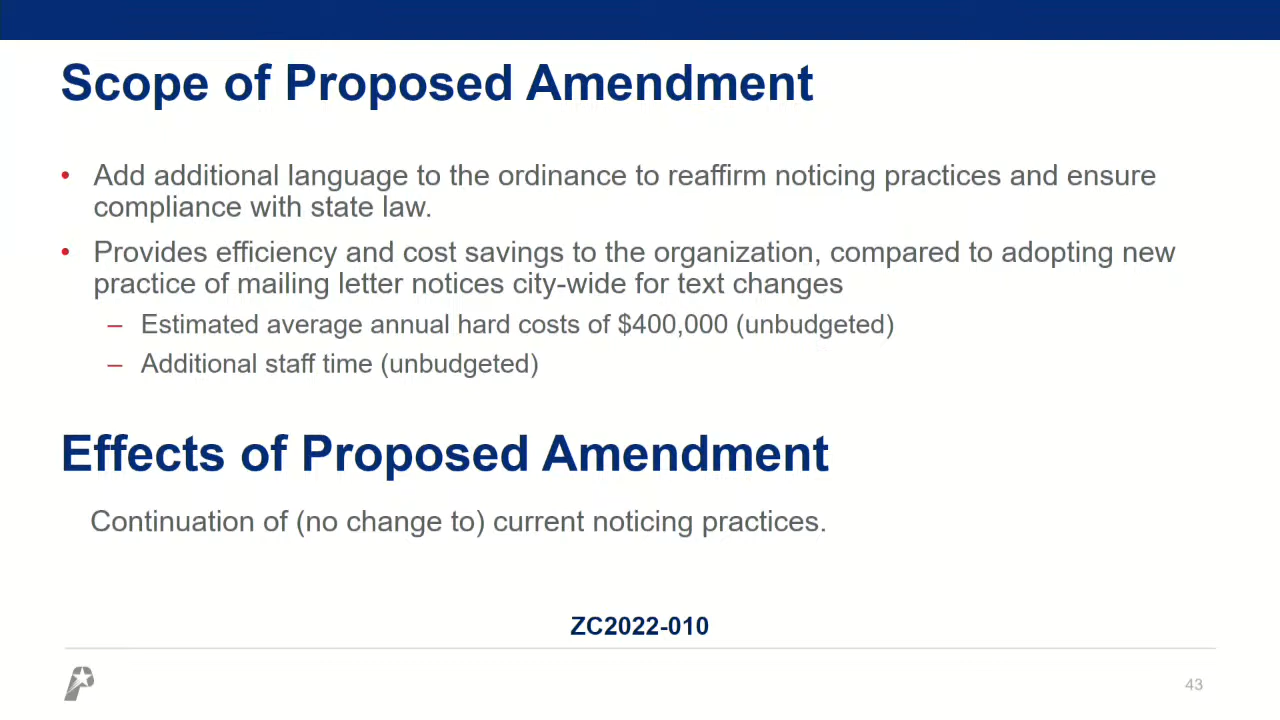 Scope of Proposed Amendment
• Add additional language to the ordinance to reaffirm noticing practices and ensure
compliance with state law.
• Provides efficiency and cost savings to the organization, compared to adopting new
practice of mailing letter notices city-wide for text changes
– Estimated average annual hard costs of $400,000 (unbudgeted)
– Additional staff time (unbudgeted)
Effects of Proposed Amendment
Continuation of (no change to) current noticing practices.
ZC2022-010
43